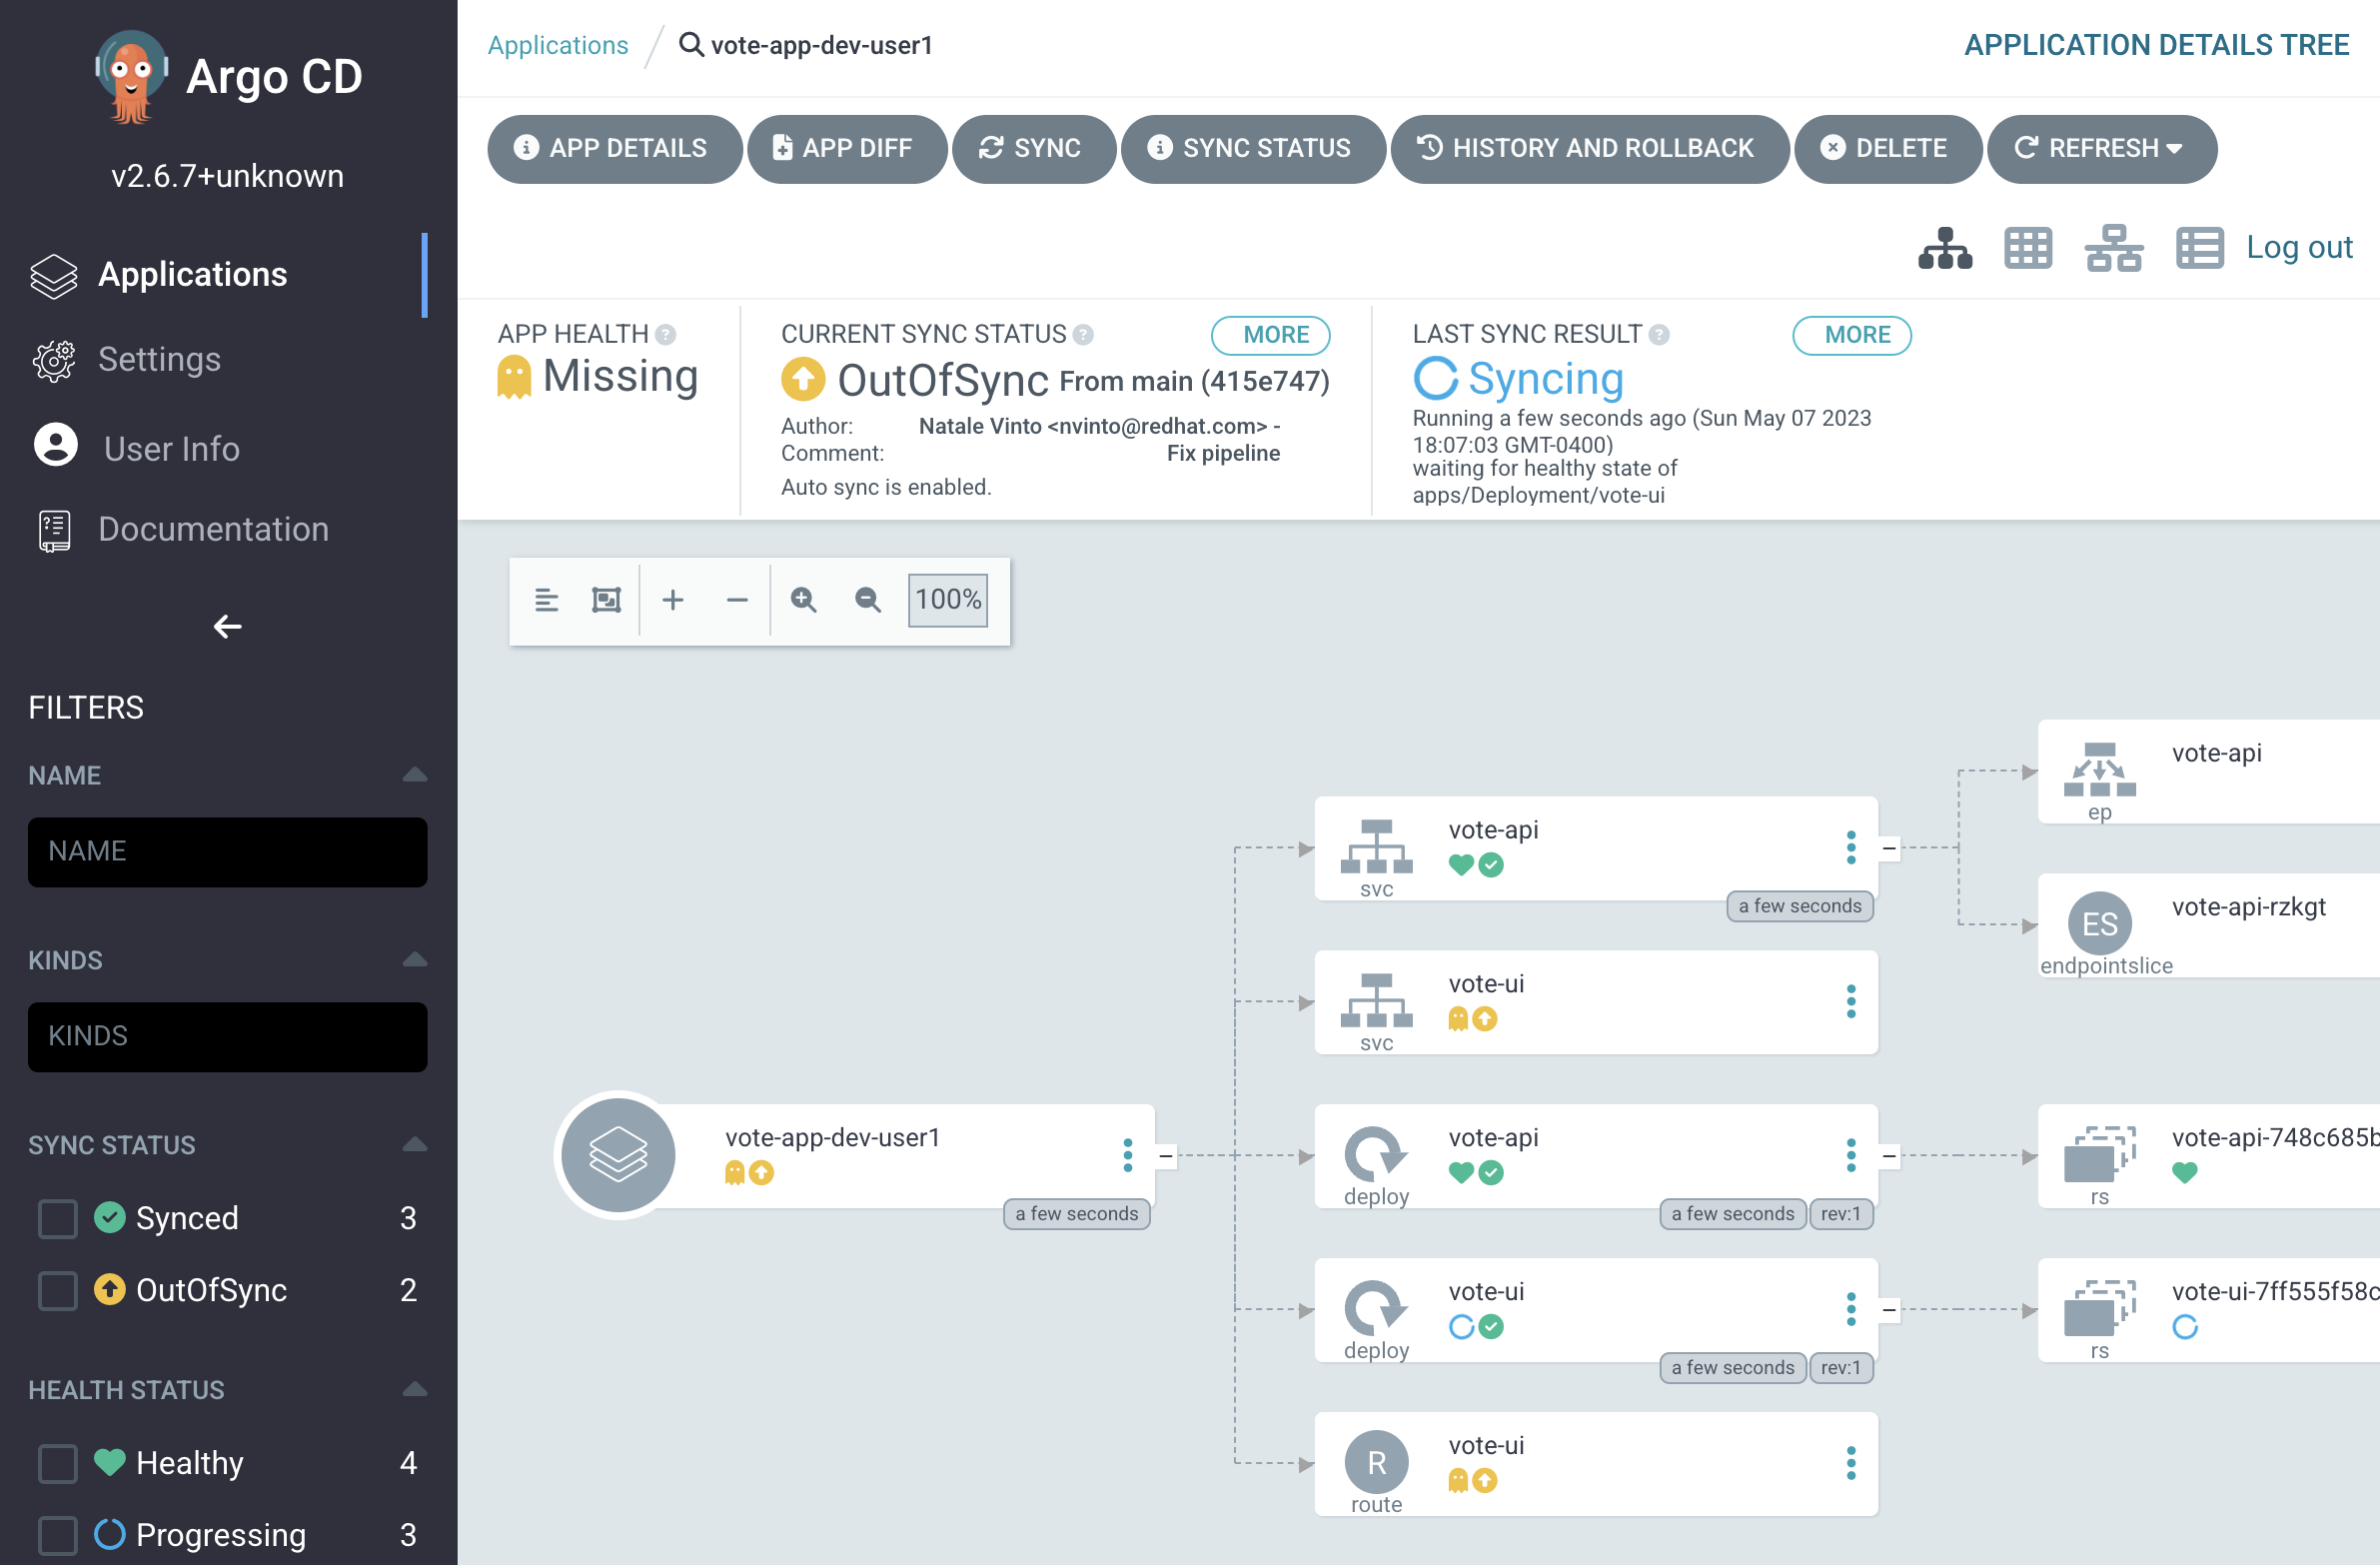 Argo CD
v2.6.7+unknown
Applications
Settings
User Info
Documentation
FILTERS
NAME
NAME
KINDS
KINDS
SYNC STATUS
Synced 3
OutOfSync 2
HEALTH STATUS
Healthy 4
Progressing 3
Applications / vote-app-dev-user1
APPLICATION DETAILS TREE
APP DETAILS APP DIFF SYNC SYNC STATUS HISTORY AND ROLLBACK DELETE REFRESH
Log out
APP HEALTH ?
Missing
CURRENT SYNC STATUS ? MORE
OutOfSync From main (415e747)
Author: Natale Vinto <nvinto@redhat.com> -
Comment: Fix pipeline
Auto sync is enabled.
LAST SYNC RESULT ? MORE
Syncing
Running a few seconds ago (Sun May 07 2023
18:07:03 GMT-0400)
waiting for healthy state of
apps/Deployment/vote-ui
100%
vote-app-dev-user1
a few seconds
vote-api
svc
a few seconds
vote-ui
svc
vote-api
deploy
a few seconds rev:1
vote-ui
deploy
a few seconds rev:1
vote-ui
R
route
vote-api
ep
vote-api-rzkgt
ES
endpointslice
vote-api-748c685b
rs
vote-ui-7ff555f58c
rs